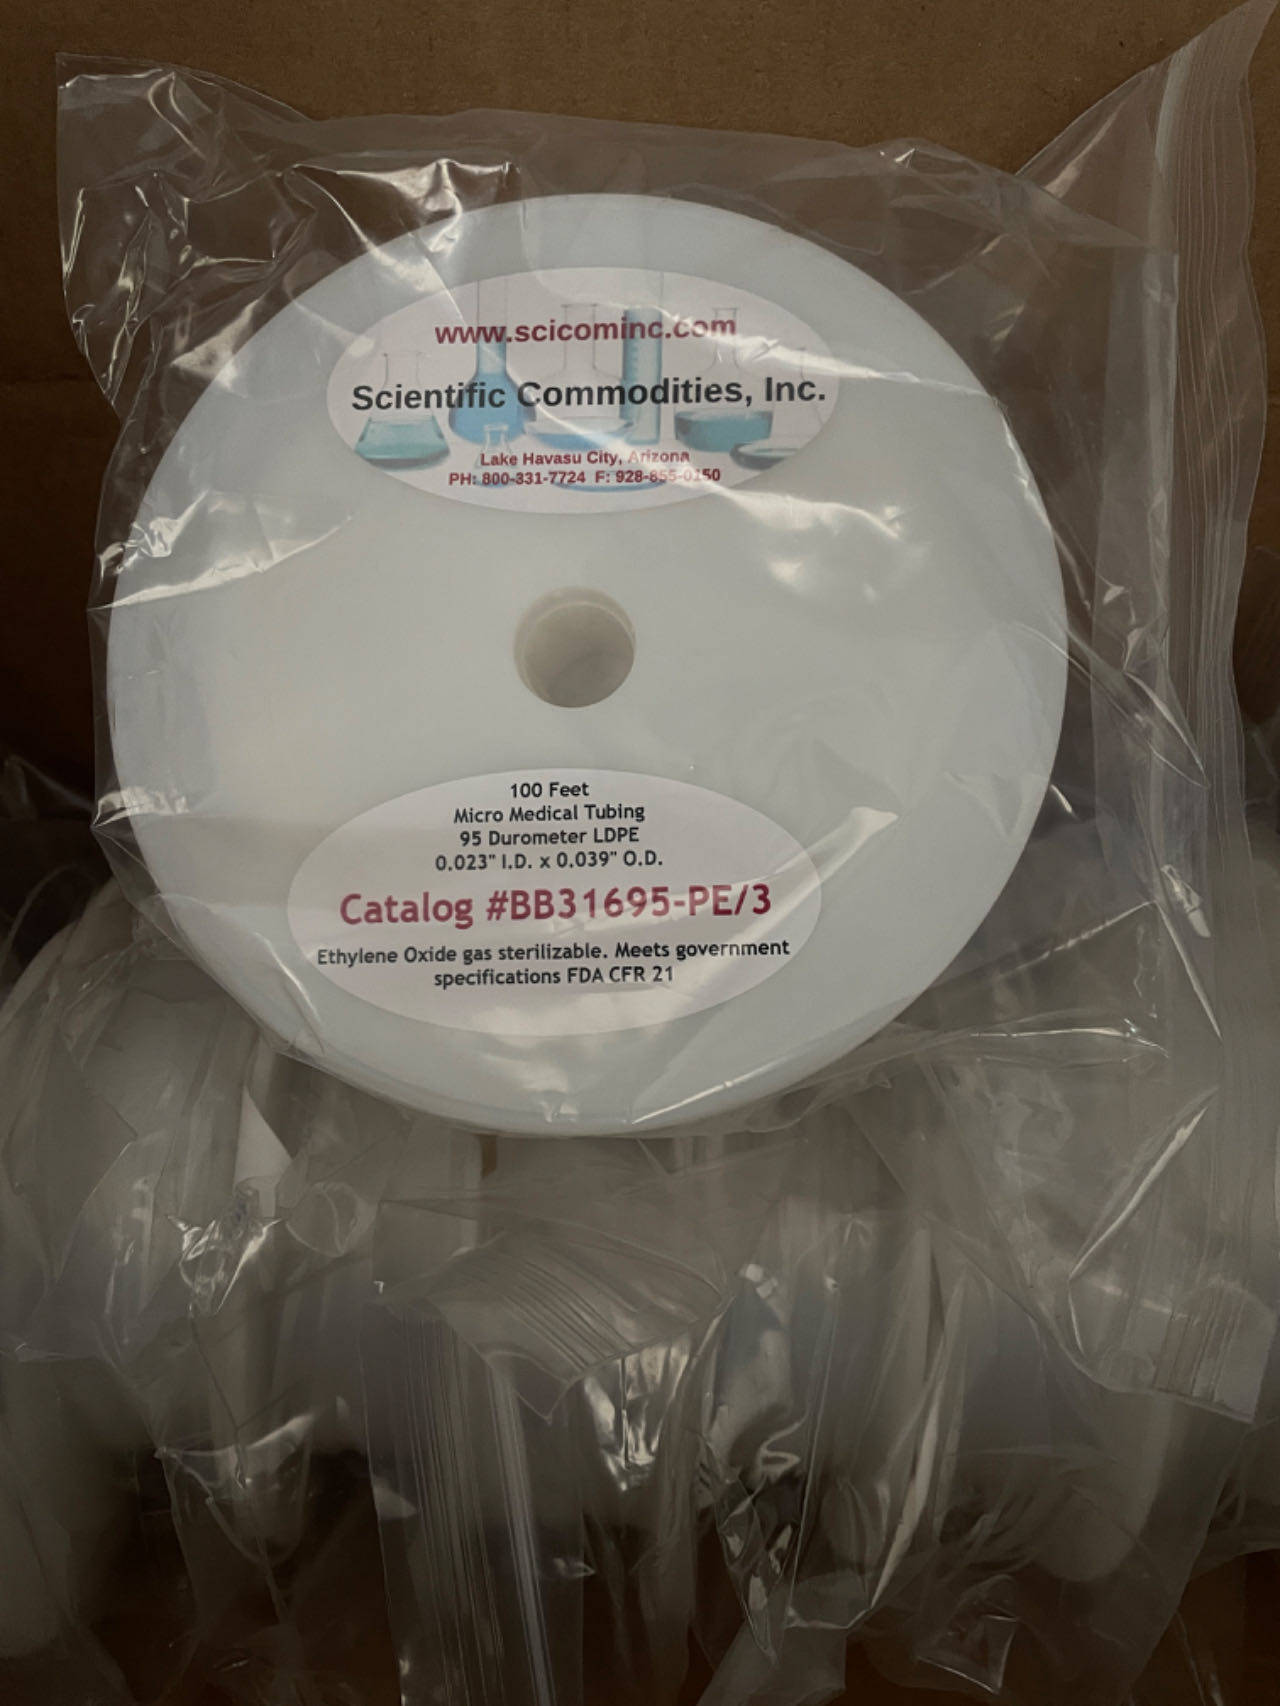 www.scicominc.com
Scientific Commodities, Inc.
Lake Havasu City, Arizona
PH: 800-331-7724 F: 928-855-0150
100 Feet
Micro Medical Tubing
95 Durometer LDPE
0.023" I.D. x 0.039" O.D.
Catalog #BB31695-PE/3
Ethylene Oxide gas sterilizable. Meets government
specifications FDA CFR 21